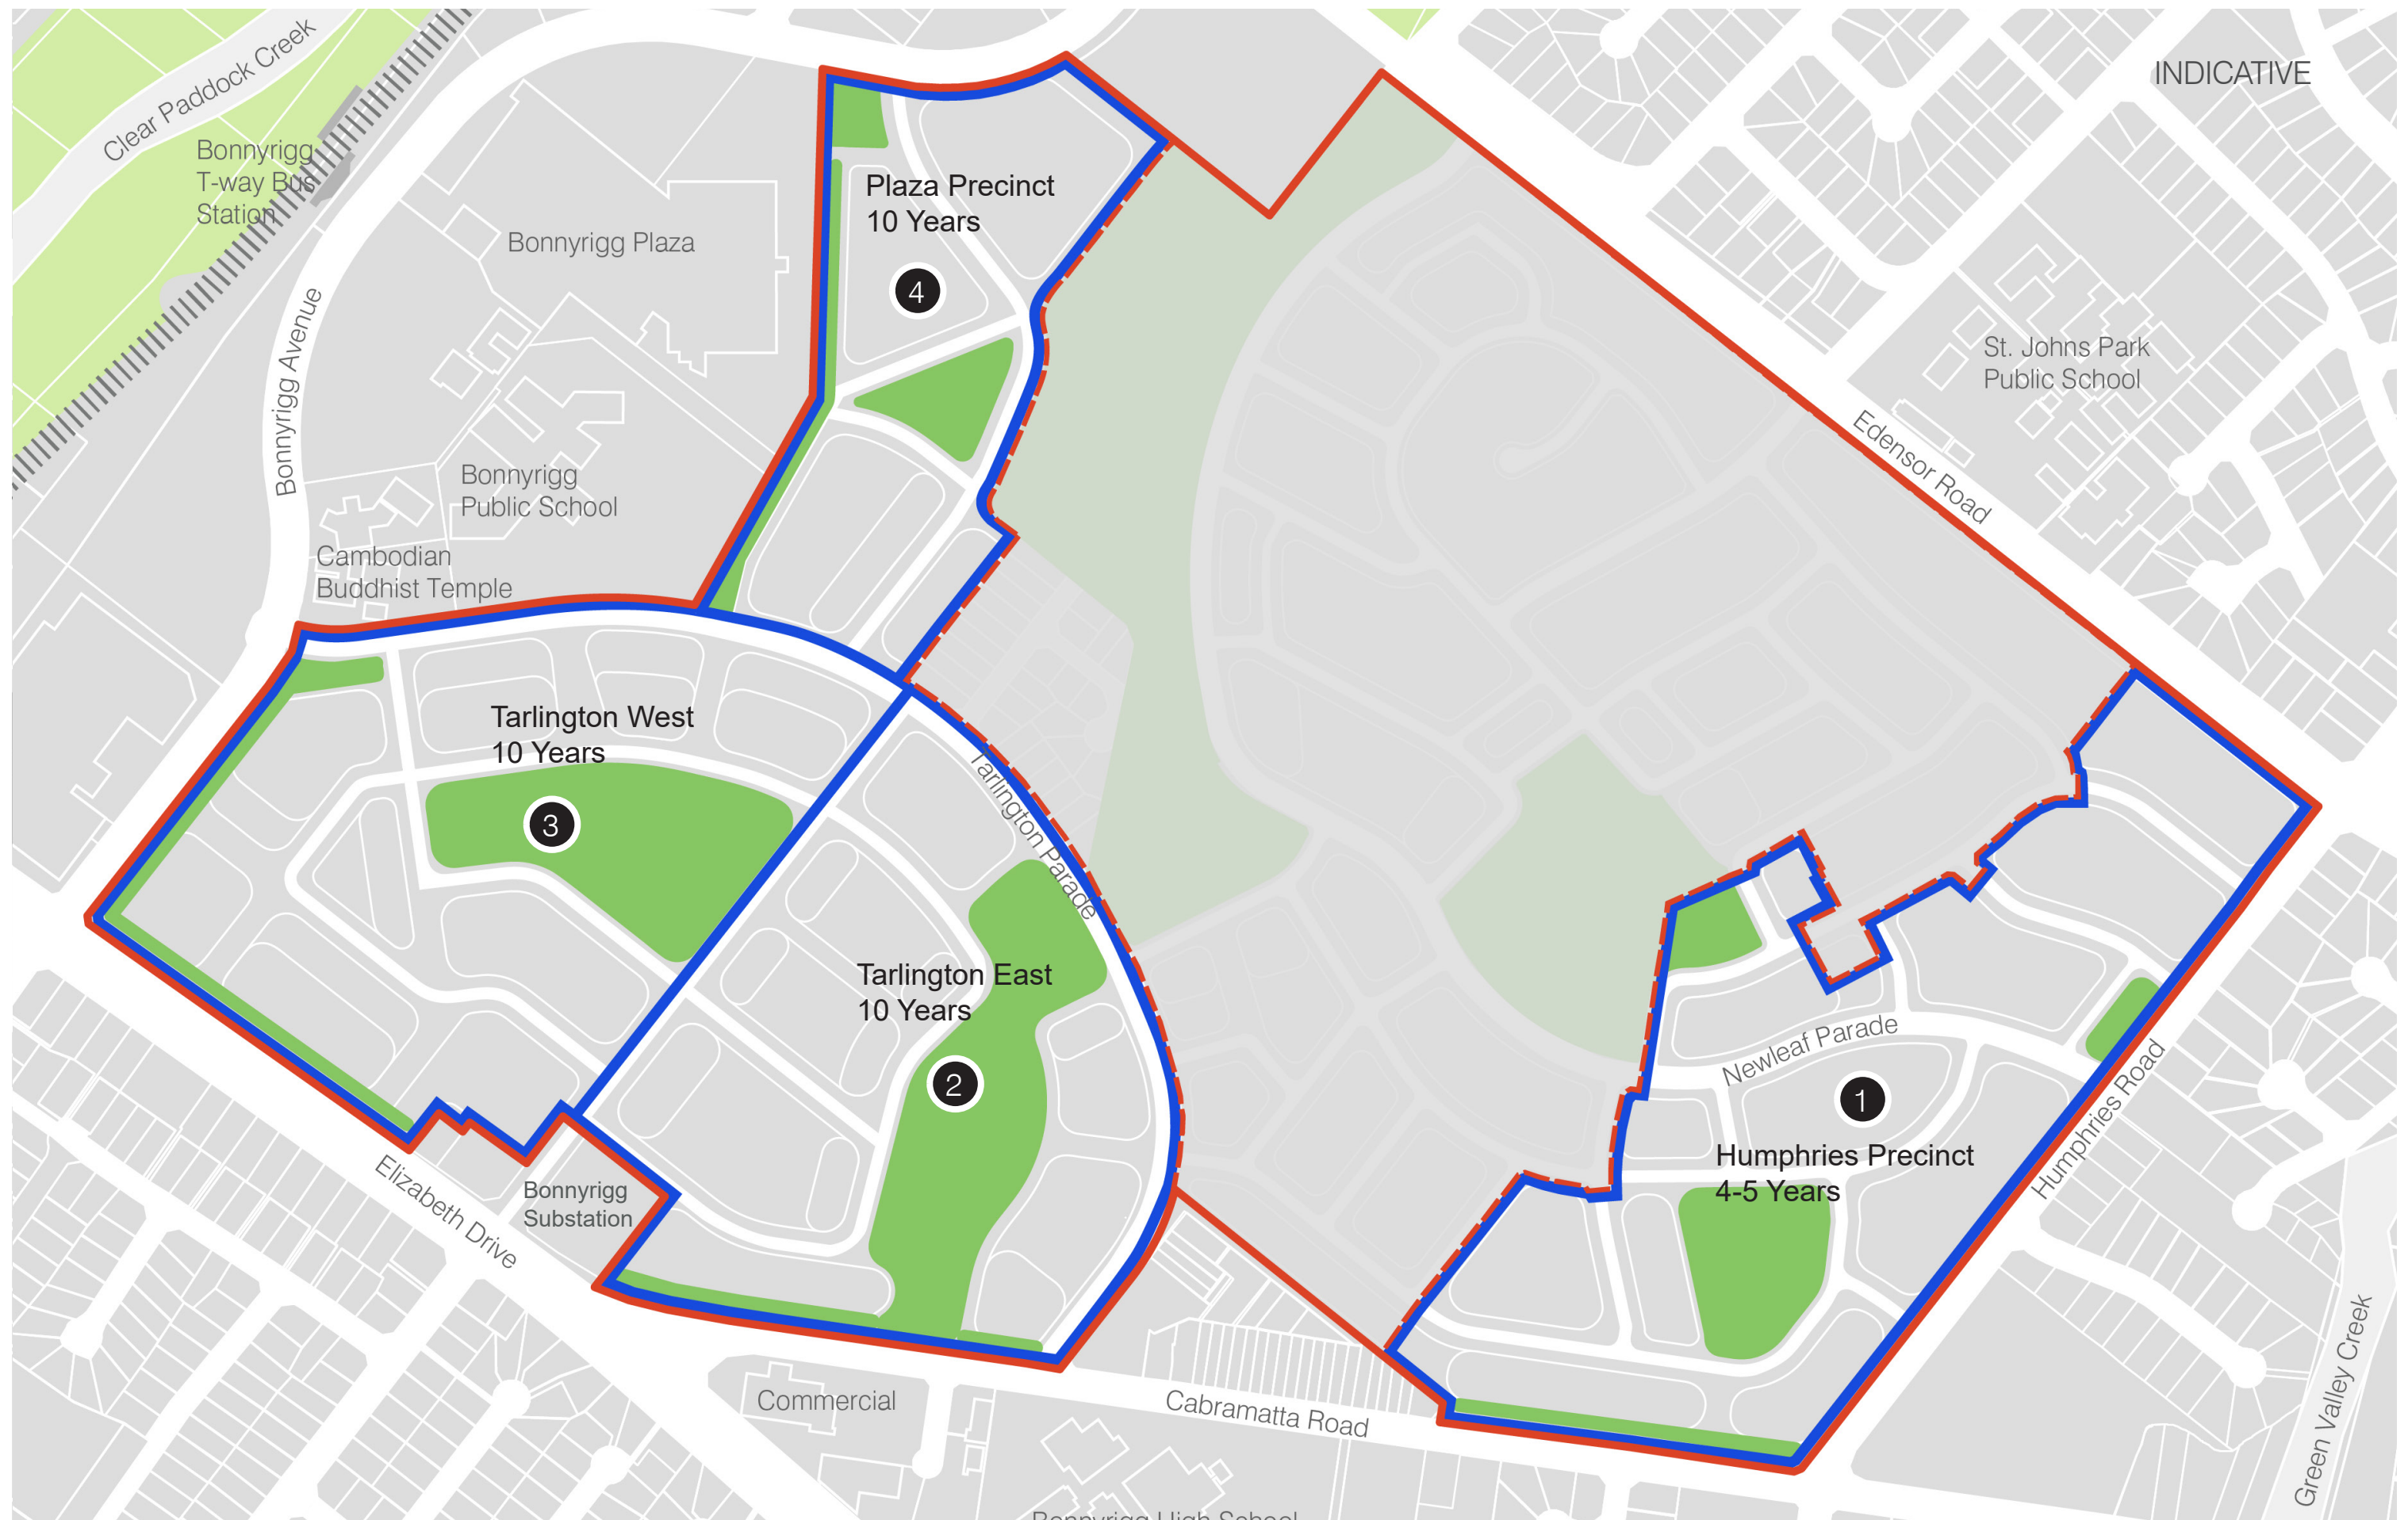 INDICATIVE
Clear Paddock Creek
Bonnyrigg
T-way Bus
Station
Plaza Precinct
10 Years
4
Bonnyrigg Plaza
Bonnyrigg Avenue
St. Johns Park
Public School
Edensor Road
Bonnyrigg
Public School
Cambodian
Buddhist Temple
Tarlington West
10 Years
3
Tarlington Parade
Tarlington East
10 Years
2
Newleaf Parade
1
Humphries Precinct
4-5 Years
Humphries Road
Elizabeth Drive
Bonnyrigg
Substation
Commercial
Cabramatta Road
Green Valley Creek
Bonnyrigg High School